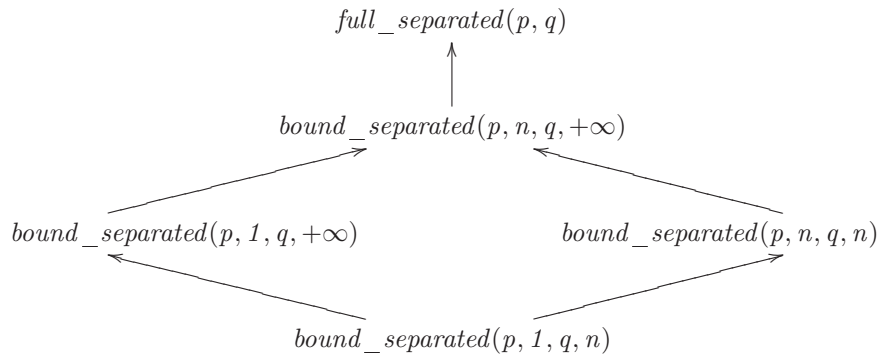 full_separated(p, q)
bound_separated(p, n, q, +∞)
bound_separated(p, 1, q, +∞) bound_separated(p, n, q, n)
bound_separated(p, 1, q, n)